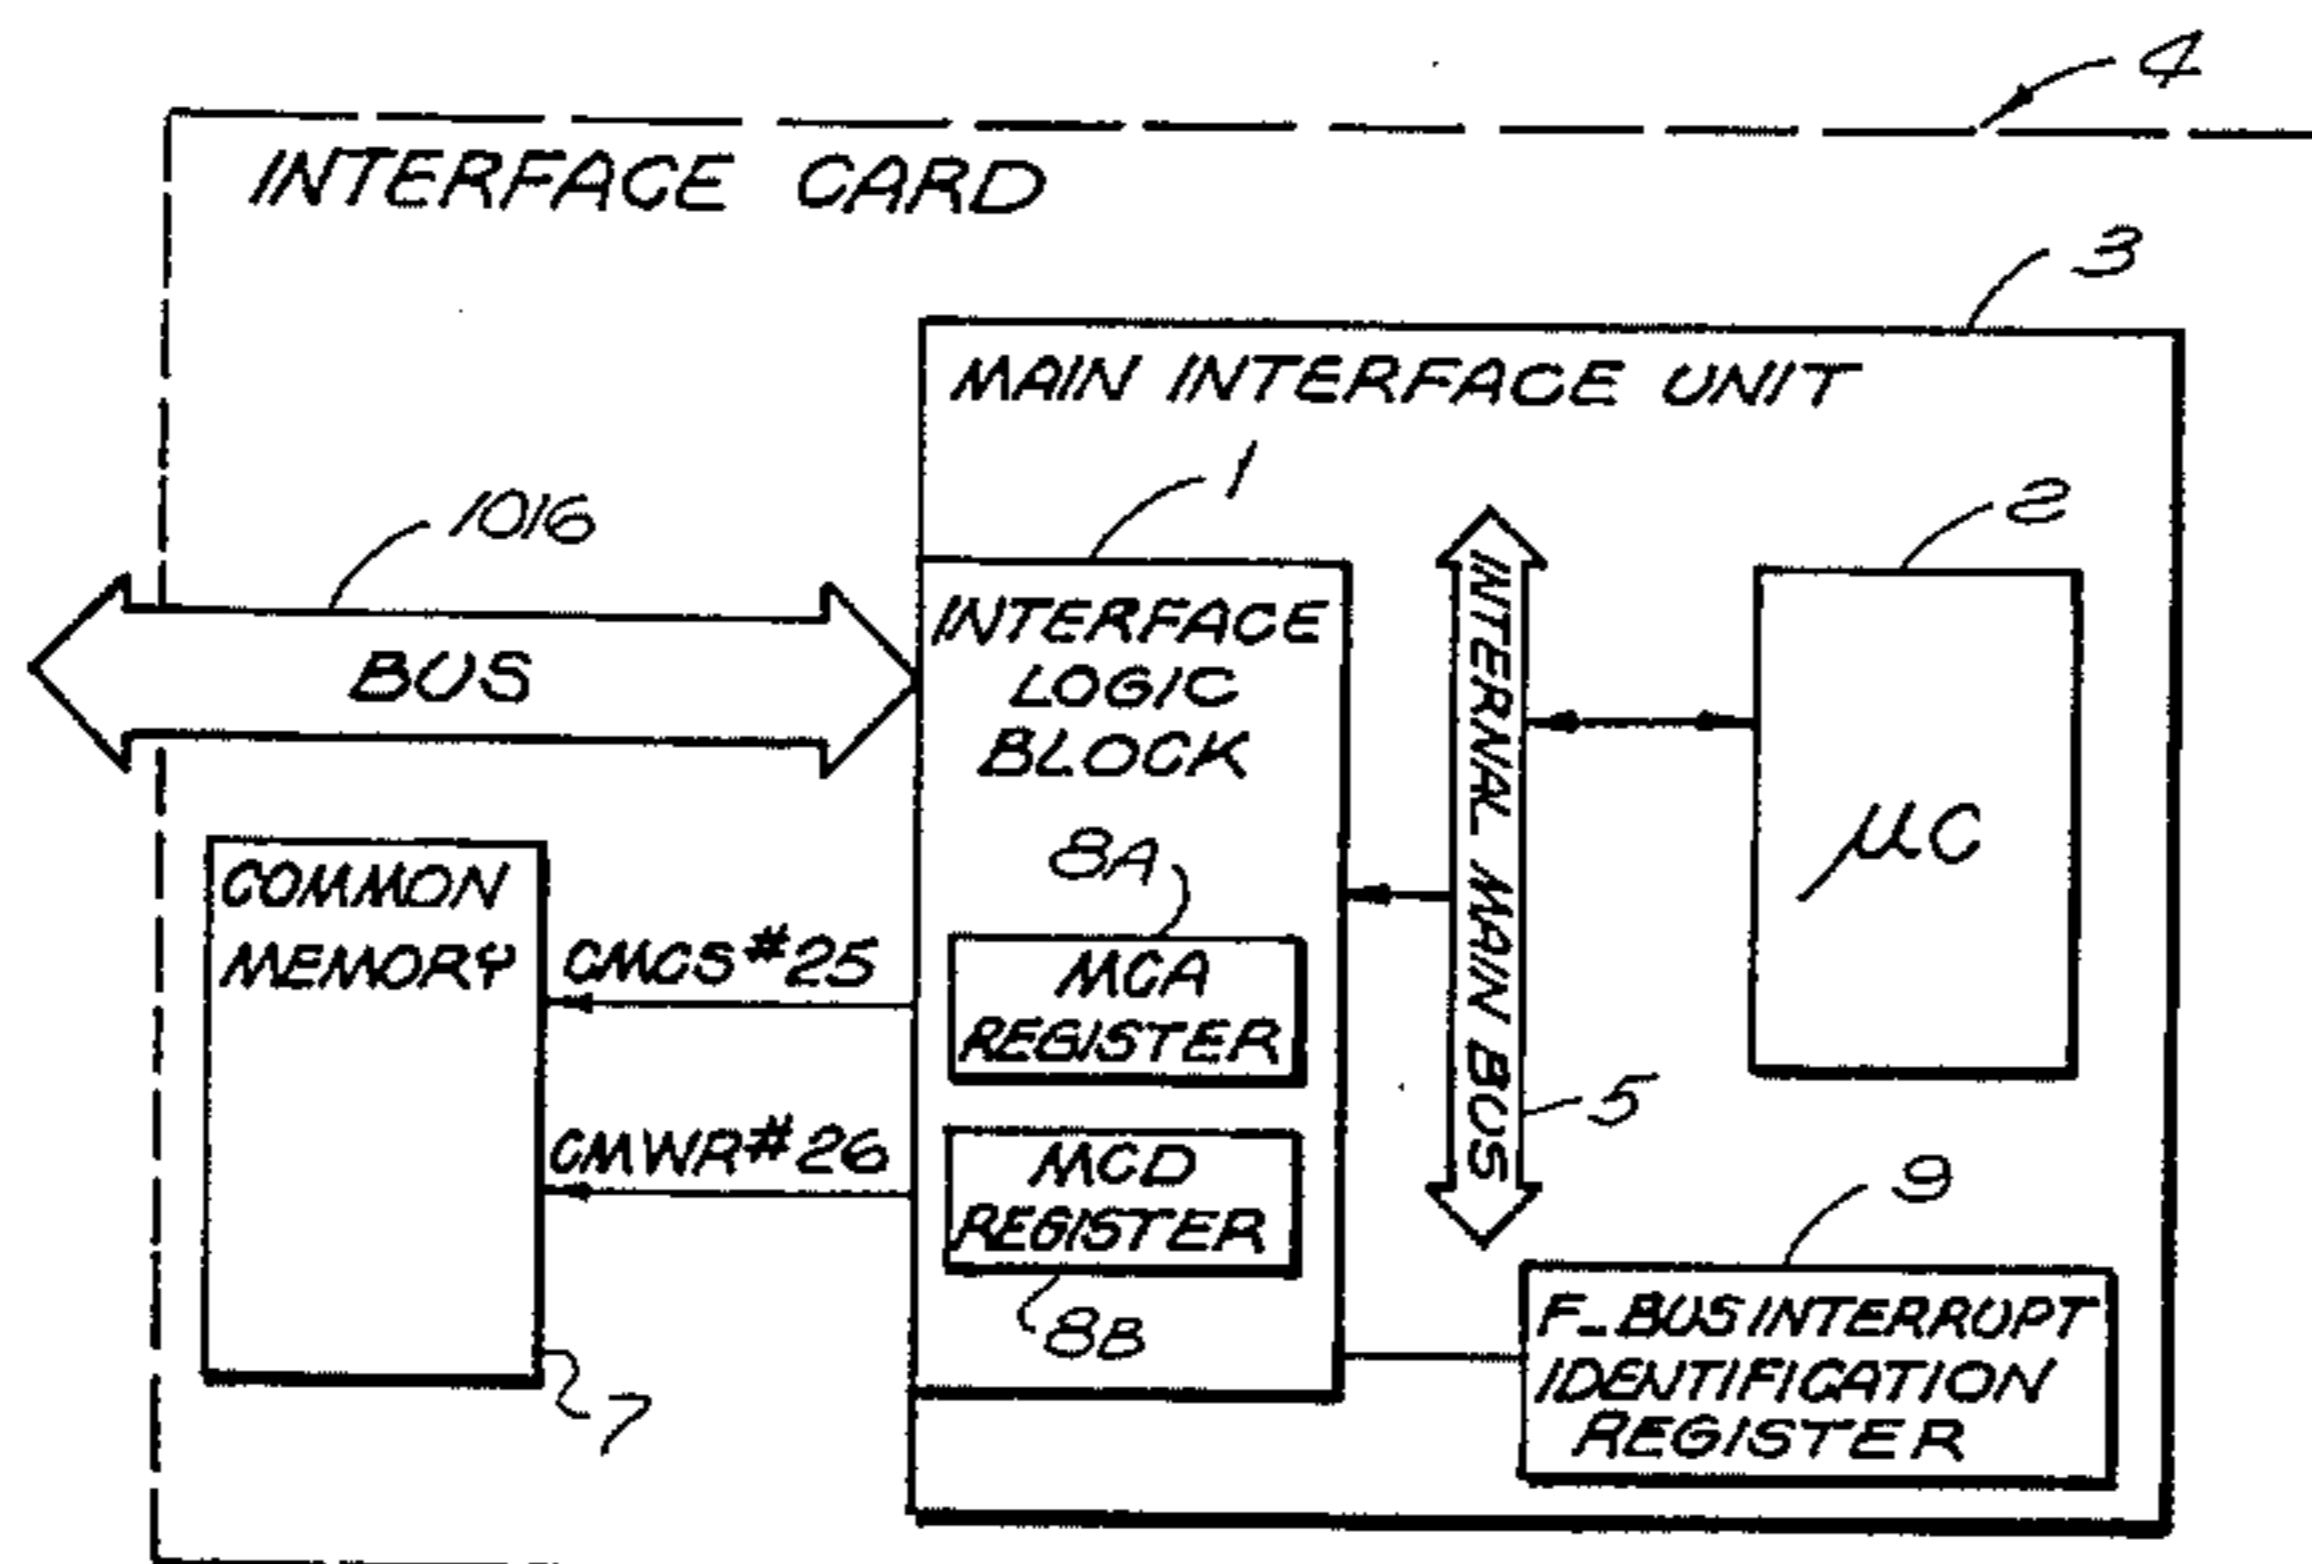 4
INTERFACE CARD
3
MAIN INTERFACE UNIT
1
2
1016
BUS
INTERFACE
LOGIC
BLOCK
INTERNAL MAIN BUS
μC
8A
COMMON
MEMORY
CMCS#25
MCA
REGISTER
5
CMWR#26
MCD
REGISTER
8B
9
F_BUS INTERRUPT
IDENTIFICATION
REGISTER
7